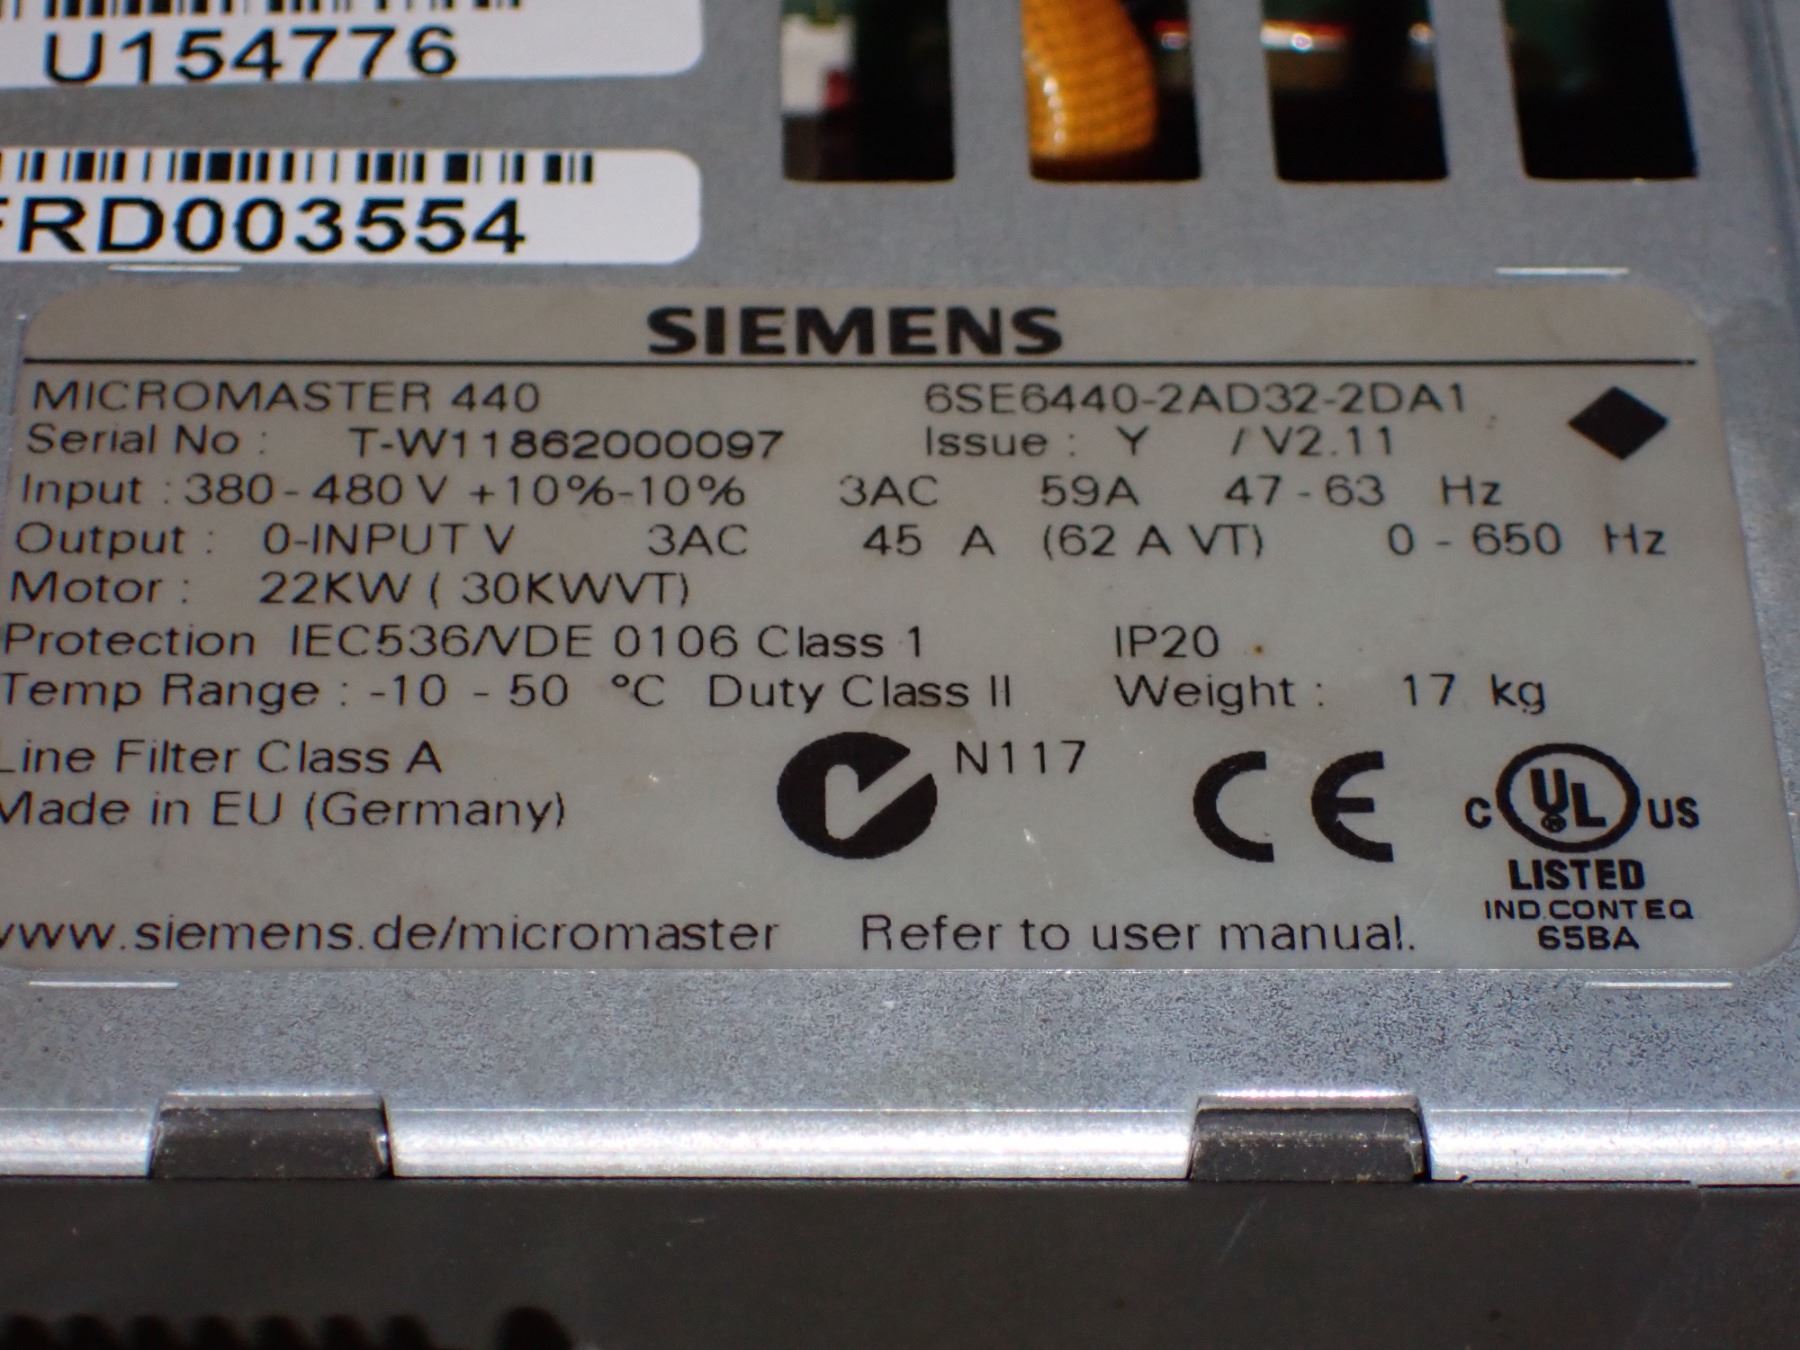 U154776
FRD003554
SIEMENS
MICROMASTER 440 6SE6440-2AD32-2DA1
Serial No : T-W11862000097 Issue : Y / V2.11
Input : 380 - 480 V +10% -10% 3AC 59A 47 - 63 Hz
Output : 0-INPUT V 3AC 45 A (62 A VT) 0 - 650 Hz
Motor : 22KW ( 30KWVT)
Protection IEC536/VDE 0106 Class 1 IP20
Temp Range : -10 - 50 °C Duty Class II Weight : 17 kg
Line Filter Class A N117 CE C UL US
Made in EU (Germany)
LISTED
IND.CONT EQ
www.siemens.de/micromaster Refer to user manual. 65BA